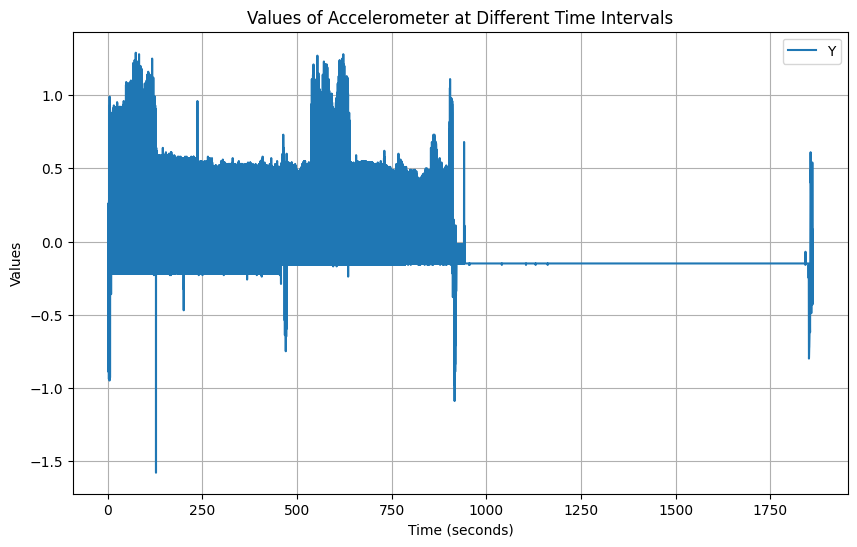 Values of Accelerometer at Different Time Intervals
Y
1.0
0.5
0.0
−0.5
−1.0
−1.5
Values
0 250 500 750 1000 1250 1500 1750
Time (seconds)